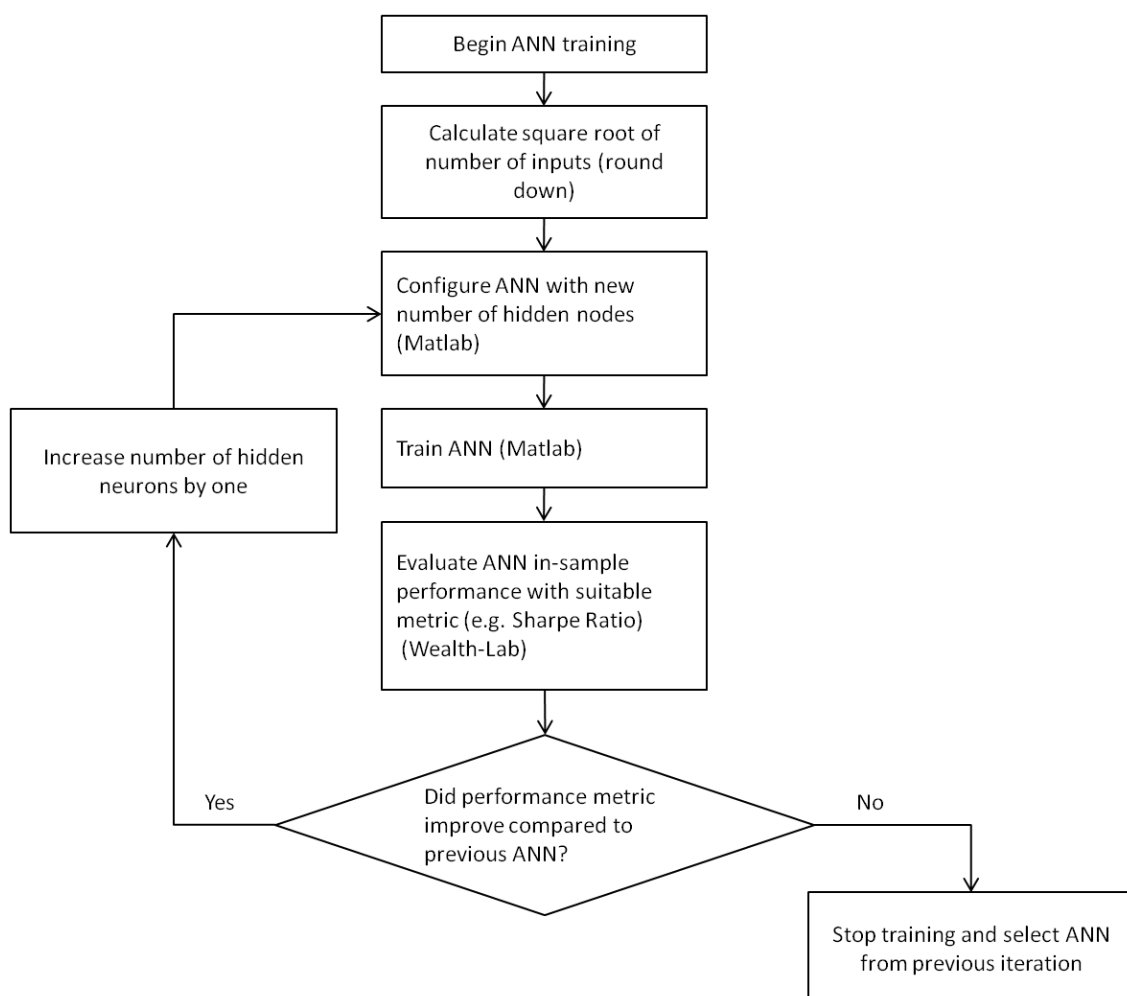 Begin ANN training
Calculate square root of
number of inputs (round
down)
Configure ANN with new
number of hidden nodes
(Matlab)
Increase number of hidden
neurons by one
Train ANN (Matlab)
Evaluate ANN in-sample
performance with suitable
metric (e.g. Sharpe Ratio)
(Wealth-Lab)
Yes
Did performance metric
improve compared to
previous ANN?
No
Stop training and select ANN
from previous iteration